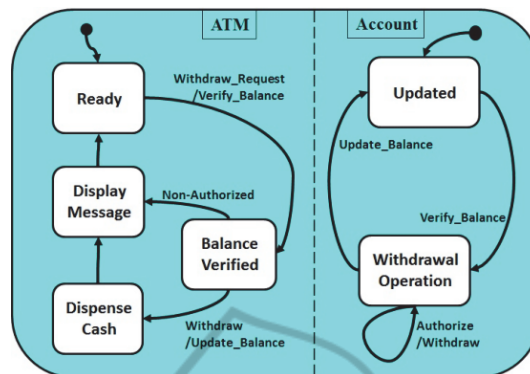 ATM
Account
Ready
Withdraw_Request
/Verify_Balance
Updated
Update_Balance
Display
Message
Non-Authorized
Verify_Balance
Balance
Verified
Withdrawal
Operation
Dispense
Cash
Withdraw
/Update_Balance
Authorize
/Withdraw